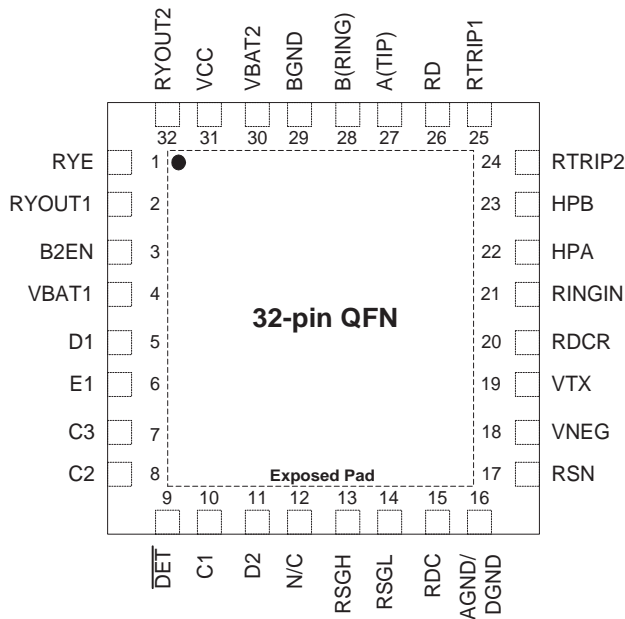 RYOUT2 VCC VBAT2 BGND B(RING) A(TIP) RD RTRIP1
32 31 30 29 28 27 26 25
RYE 1 24 RTRIP2
RYOUT1 2 23 HPB
B2EN 3 22 HPA
VBAT1 4 21 RINGIN
32-pin QFN
D1 5 20 RDCR
E1 6 19 VTX
C3 7 18 VNEG
C2 8 17 RSN
Exposed Pad
9 10 11 12 13 14 15 16
DET C1 D2 N/C RSGH RSGL RDC AGND/
DGND